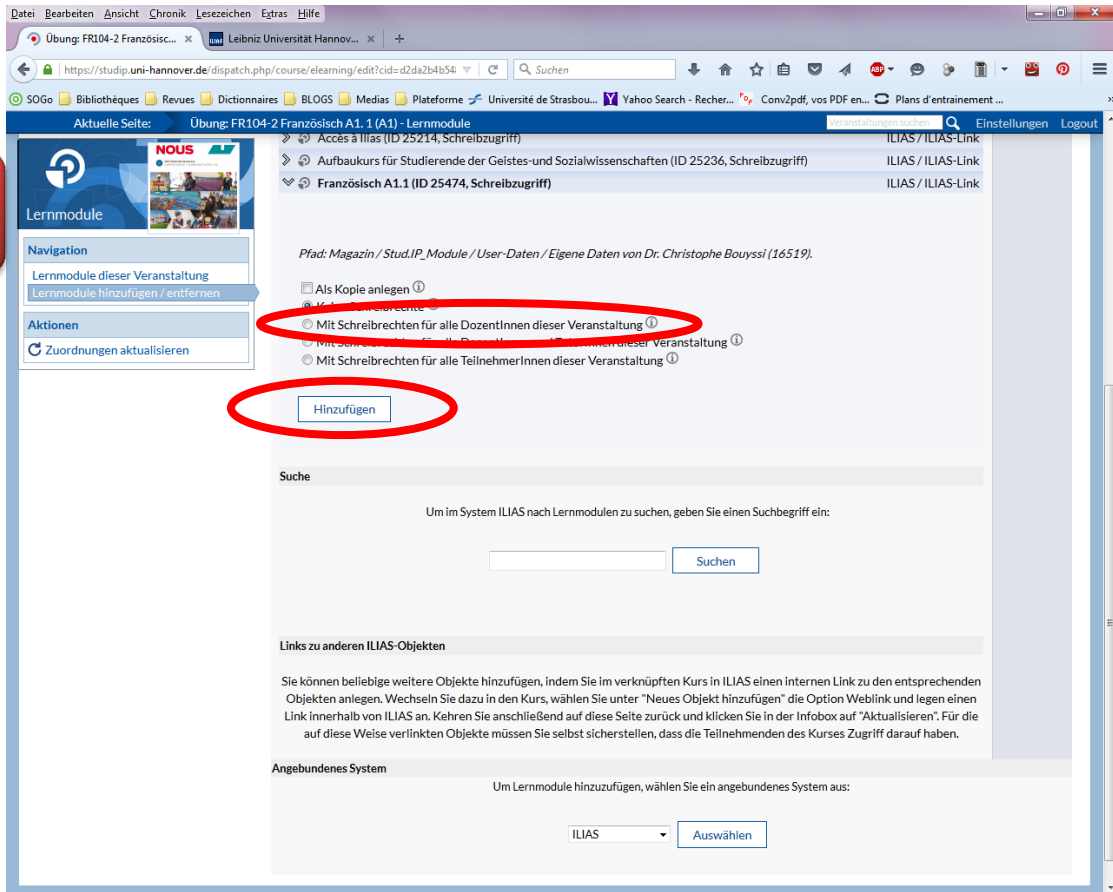 Datei Bearbeiten Ansicht Chronik Lesezeichen Extras Hilfe
Übung: FR104-2 Französisc... × Leibniz Universität Hannov... × +
https://studip.uni-hannover.de/dispatch.php/course/elearning/edit?cid=d2da2b4b54 Suchen ABP
SOGo Bibliothèques Revues Dictionnaires BLOGS Medias Plateforme Université de Strasbou... Yahoo Search - Recher... Conv2pdf, vos PDF en... Plans d'entrainement ...
Aktuelle Seite: Übung: FR104-2 Französisch A1. 1 (A1) - Lernmodule Veranstaltungen suchen Einstellungen Logout
Accès à Ilias (ID 25214, Schreibzugriff) ILIAS / ILIAS-Link
Aufbaukurs für Studierende der Geistes-und Sozialwissenschaften (ID 25236, Schreibzugriff) ILIAS / ILIAS-Link
Französisch A1.1 (ID 25474, Schreibzugriff) ILIAS / ILIAS-Link
NOUS
Lernmodule
Navigation
Lernmodule dieser Veranstaltung
Lernmodule hinzufügen / entfernen
Aktionen
Zuordnungen aktualisieren
Pfad: Magazin / Stud.IP_Module / User-Daten / Eigene Daten von Dr. Christophe Bouyssi (16519).
Als Kopie anlegen
Keine Schreibrechte
Mit Schreibrechten für alle DozentInnen dieser Veranstaltung
Mit Schreibrechten für alle DozentInnen und TutorInnen dieser Veranstaltung
Mit Schreibrechten für alle TeilnehmerInnen dieser Veranstaltung
Hinzufügen
Suche
Um im System ILIAS nach Lernmodulen zu suchen, geben Sie einen Suchbegriff ein:
Suchen
Links zu anderen ILIAS-Objekten
Sie können beliebige weitere Objekte hinzufügen, indem Sie im verknüpften Kurs in ILIAS einen internen Link zu den entsprechenden
Objekten anlegen. Wechseln Sie dazu in den Kurs, wählen Sie unter "Neues Objekt hinzufügen" die Option Weblink und legen einen
Link innerhalb von ILIAS an. Kehren Sie anschließend auf diese Seite zurück und klicken Sie in der Infobox auf "Aktualisieren". Für die
auf diese Weise verlinkten Objekte müssen Sie selbst sicherstellen, dass die Teilnehmenden des Kurses Zugriff darauf haben.
Angebundenes System
Um Lernmodule hinzuzufügen, wählen Sie ein angebundenes System aus:
ILIAS Auswählen